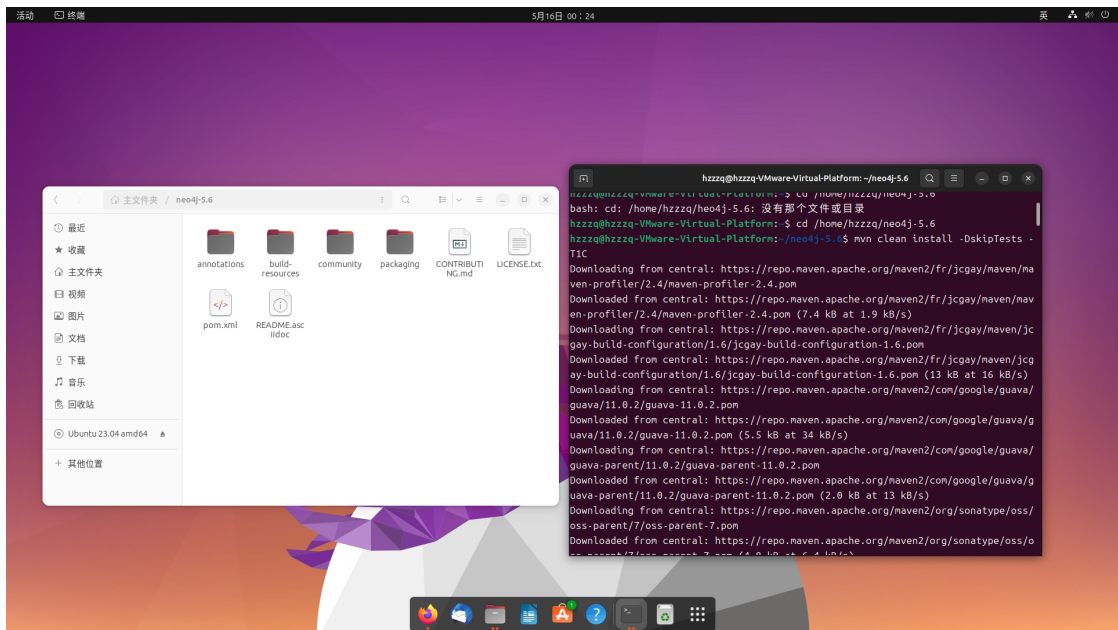 活动
终端
5月16日 00：24
英
主文件夹 / neo4j-5.6
最近
收藏
主文件夹
视频
图片
文档
下载
音乐
回收站
Ubuntu 23.04 amd64
+ 其他位置
annotations
build-
resources
community
packaging
CONTRIBUTI
NG.md
LICENSE.txt
pom.xml
README.asc
iidoc
hzzzq@hzzzq-VMware-Virtual-Platform: ~/neo4j-5.6
hzzzq@hzzzq-VMware-Virtual-Platform:~$ cd /home/hzzzq/neo4j-5.6
bash: cd: /home/hzzzq/heo4j-5.6: 没有那个文件或目录
hzzzq@hzzzq-VMware-Virtual-Platform:~$ cd /home/hzzzq/neo4j-5.6
hzzzq@hzzzq-VMware-Virtual-Platform:~/neo4j-5.6$ mvn clean install -DskipTests -
T1C
Downloading from central: https://repo.maven.apache.org/maven2/fr/jcgay/maven/ma
ven-profiler/2.4/maven-profiler-2.4.pom
Downloaded from central: https://repo.maven.apache.org/maven2/fr/jcgay/maven/mav
en-profiler/2.4/maven-profiler-2.4.pom (7.4 kB at 1.9 kB/s)
Downloading from central: https://repo.maven.apache.org/maven2/fr/jcgay/maven/jc
gay-build-configuration/1.6/jcgay-build-configuration-1.6.pom
Downloaded from central: https://repo.maven.apache.org/maven2/fr/jcgay/maven/jcg
ay-build-configuration/1.6/jcgay-build-configuration-1.6.pom (13 kB at 16 kB/s)
Downloading from central: https://repo.maven.apache.org/maven2/com/google/guava/
guava/11.0.2/guava-11.0.2.pom
Downloaded from central: https://repo.maven.apache.org/maven2/com/google/guava/g
uava/11.0.2/guava-11.0.2.pom (5.5 kB at 34 kB/s)
Downloading from central: https://repo.maven.apache.org/maven2/com/google/guava/
guava-parent/11.0.2/guava-parent-11.0.2.pom
Downloaded from central: https://repo.maven.apache.org/maven2/com/google/guava/g
uava-parent/11.0.2/guava-parent-11.0.2.pom (2.0 kB at 13 kB/s)
Downloading from central: https://repo.maven.apache.org/maven2/org/sonatype/oss/
oss-parent/7/oss-parent-7.pom
Downloaded from central: https://repo.maven.apache.org/maven2/org/sonatype/oss/o